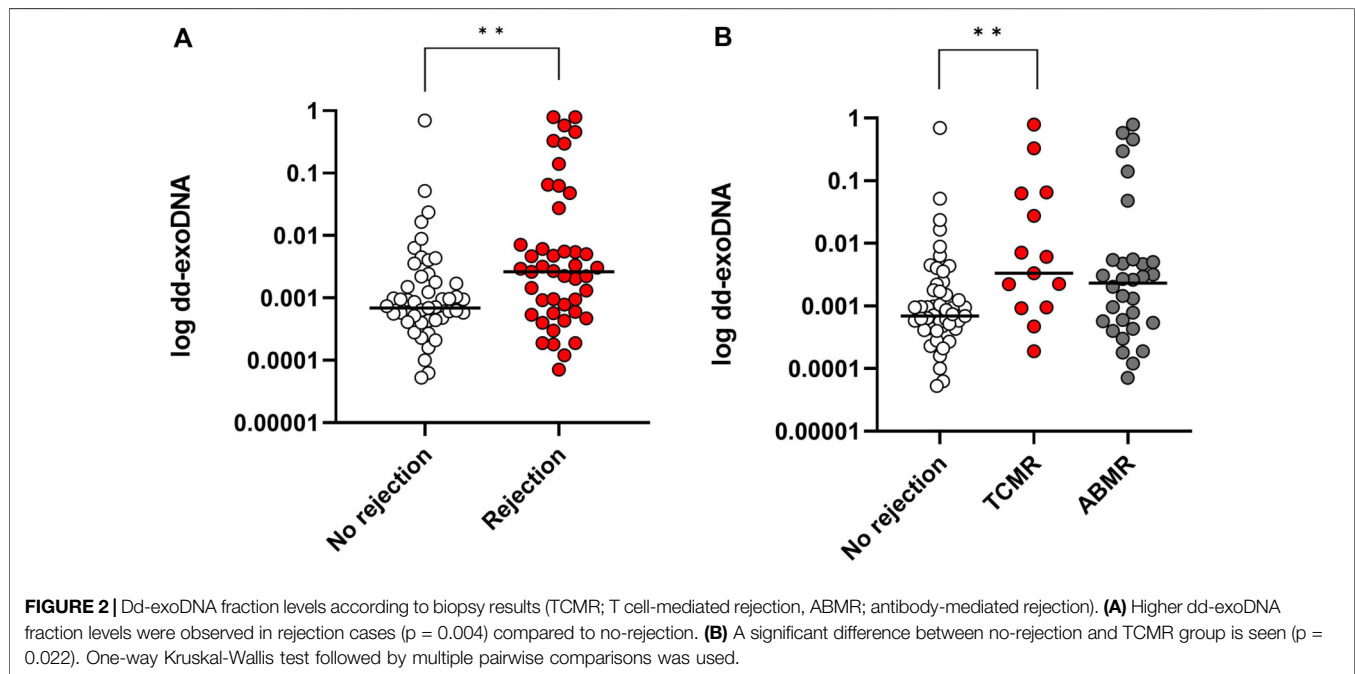 A
* *
log dd-exoDNA
1
0.1
0.01
0.001
0.0001
0.00001
No rejection
Rejection
B
* *
log dd-exoDNA
1
0.1
0.01
0.001
0.0001
0.00001
No rejection
TCMR
ABMR
FIGURE 2 | Dd-exoDNA fraction levels according to biopsy results (TCMR; T cell-mediated rejection, ABMR; antibody-mediated rejection). (A) Higher dd-exoDNA
fraction levels were observed in rejection cases (p = 0.004) compared to no-rejection. (B) A significant difference between no-rejection and TCMR group is seen (p =
0.022). One-way Kruskal-Wallis test followed by multiple pairwise comparisons was used.